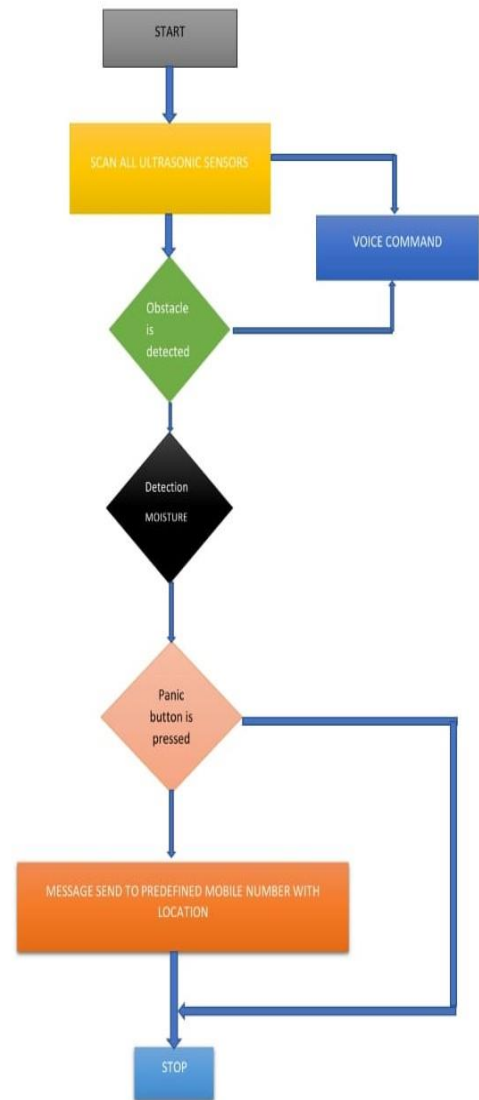 START
SCAN ALL ULTRASONIC SENSORS
VOICE COMMAND
Obstacle
is
detected
Detection
MOISTURE
Panic
button is
pressed
MESSAGE SEND TO PREDEFINED MOBILE NUMBER WITH
LOCATION
STOP